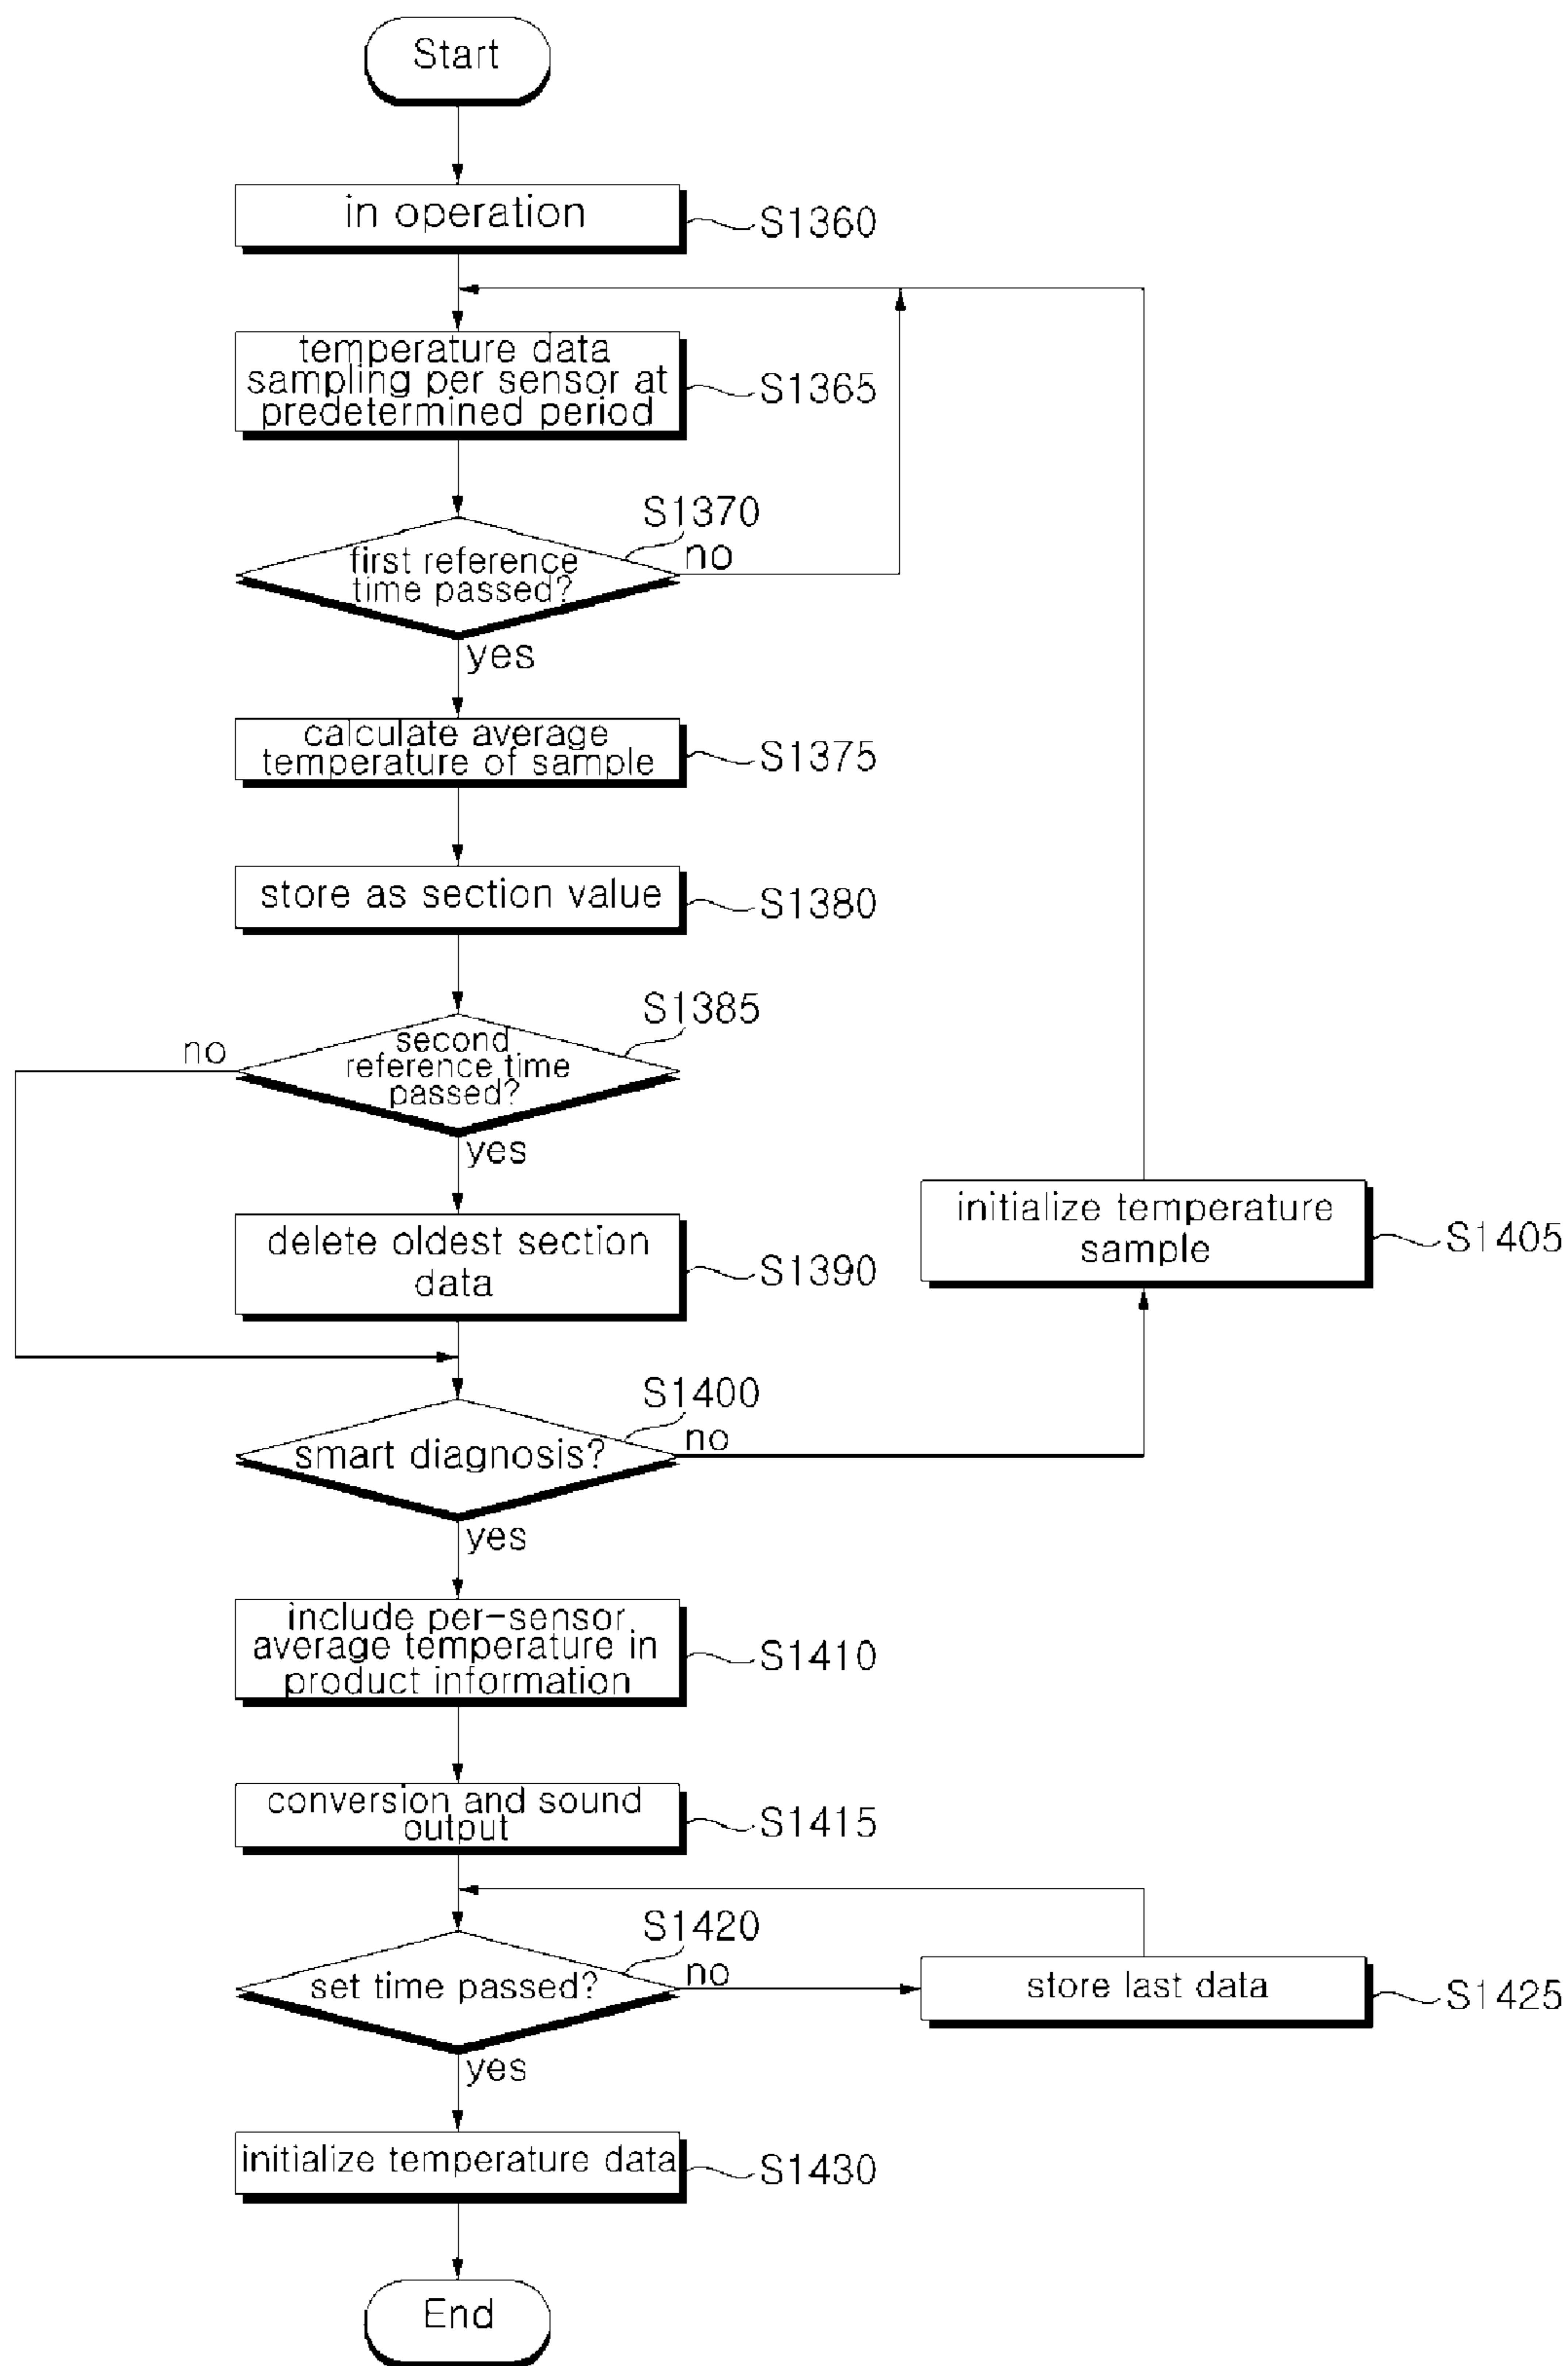 Start
in operation
S1360
temperature data
sampling per sensor at
predetermined period
S1365
S1370
first reference
time passed?
no
yes
calculate average
temperature of sample
S1375
store as section value
S1380
S1385
second
reference time
passed?
no
yes
delete oldest section
data
S1390
initialize temperature
sample
S1405
S1400
smart diagnosis?
no
yes
include per-sensor
average temperature in
product information
S1410
conversion and sound
output
S1415
S1420
set time passed?
no
store last data
S1425
yes
initialize temperature data
S1430
End